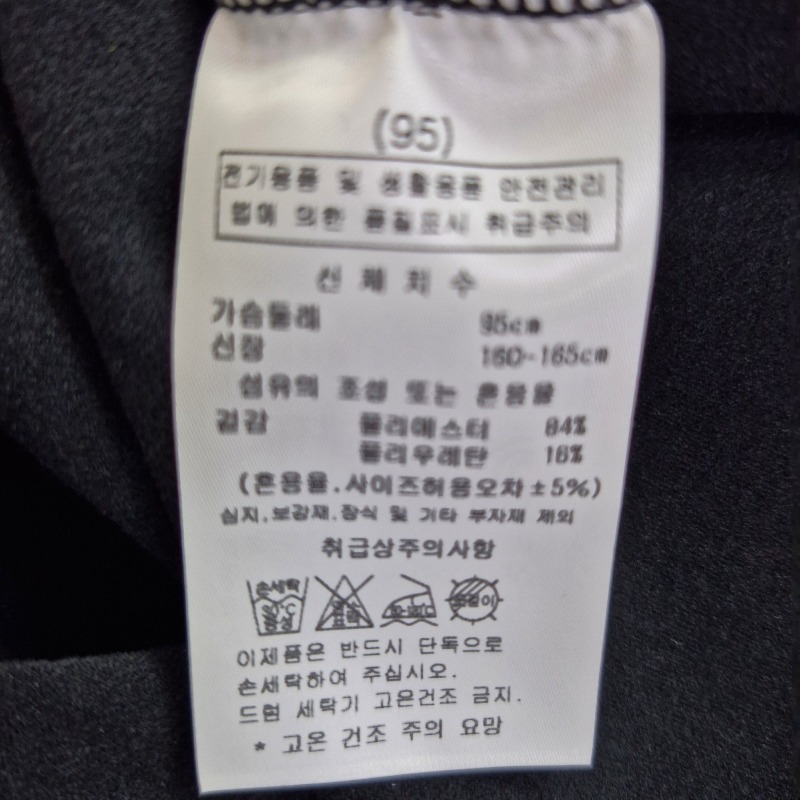 (95)
전기용품 및 생활용품 안전관리
법에 의한 품질표시 취급주의
신 체 치 수
가슴둘레 95cm
신장 160-165cm
섬유의 조성 또는 혼용율
겉감 폴리에스터 84%
폴리우레탄 16%
(혼용율.사이즈허용오차±5%)
심지,보강재,장식 및 기타 부자재 제외
취급상주의사항
손세탁
이제품은 반드시 단독으로
손세탁하여 주십시오.
드럼 세탁기 고온건조 금지.
* 고온 건조 주의 요망